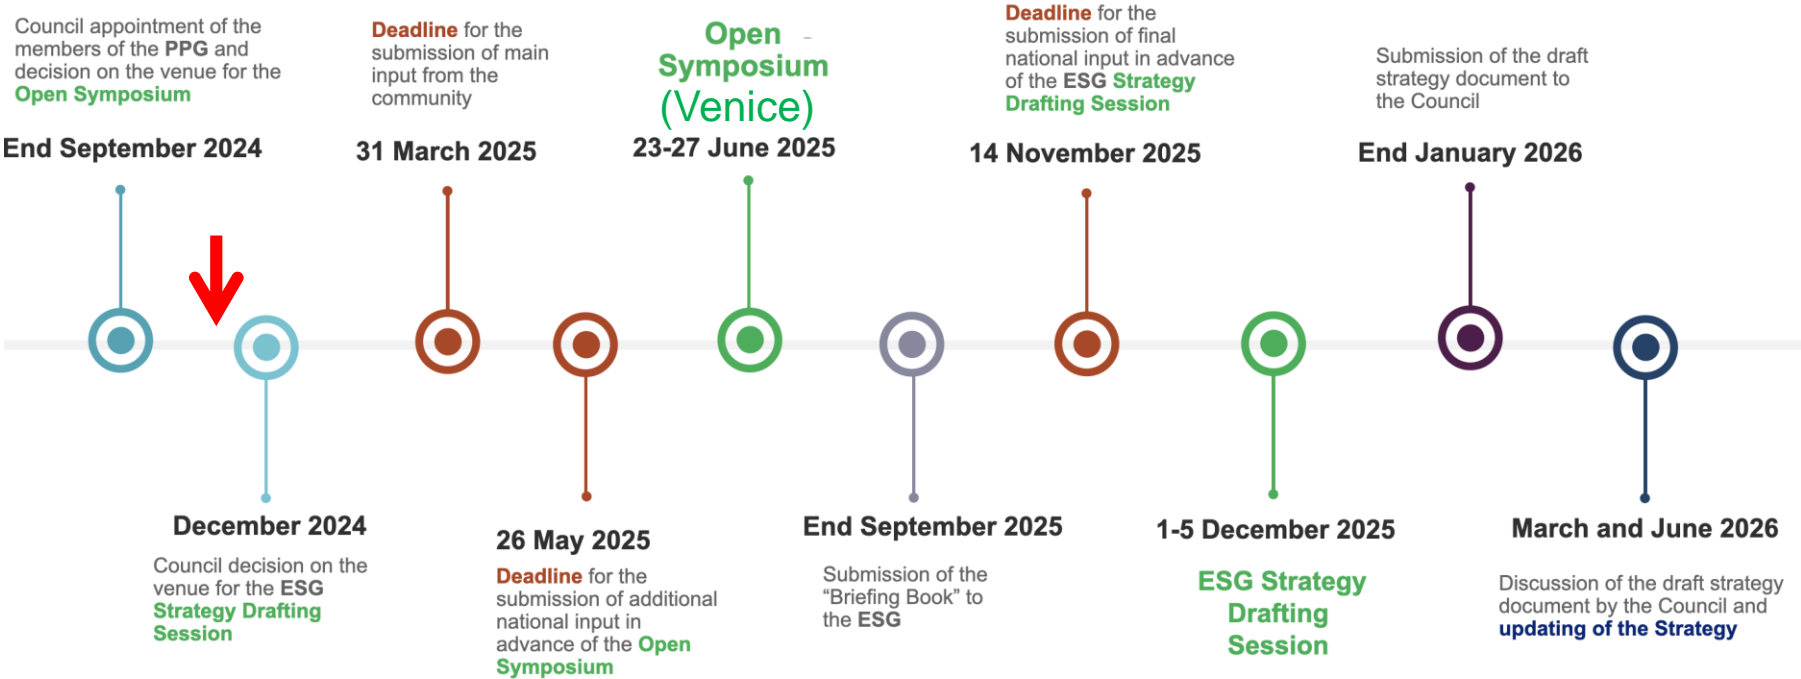 Council appointment of the
members of the PPG and
decision on the venue for the
Open Symposium
End September 2024
Deadline for the
submission of main
input from the
community
31 March 2025
Open
Symposium
(Venice)
23-27 June 2025
Deadline for the
submission of final
national input in advance
of the ESG Strategy
Drafting Session
14 November 2025
Submission of the draft
strategy document to
the Council
End January 2026
December 2024
Council decision on the
venue for the ESG
Strategy Drafting
Session
26 May 2025
Deadline for the
submission of additional
national input in
advance of the Open
Symposium
End September 2025
Submission of the
“Briefing Book” to
the ESG
1-5 December 2025
ESG Strategy
Drafting
Session
March and June 2026
Discussion of the draft strategy
document by the Council and
updating of the Strategy